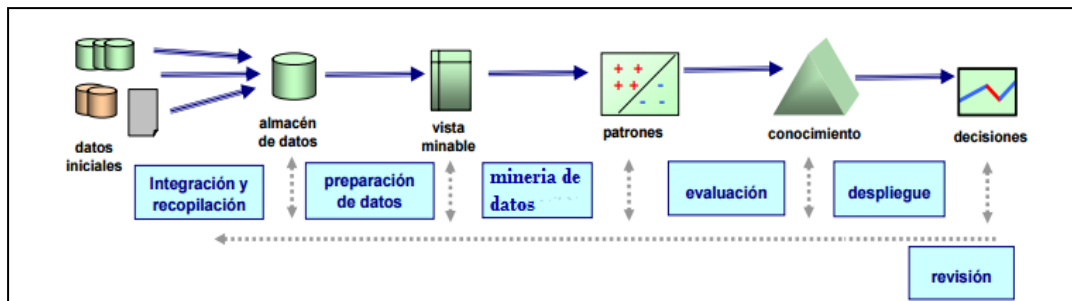 datos
iniciales
almacén
de datos
vista
minable
patrones
conocimiento
decisiones
Integración y
recopilación
preparación
de datos
mineria de
datos
evaluación
despliegue
revisión